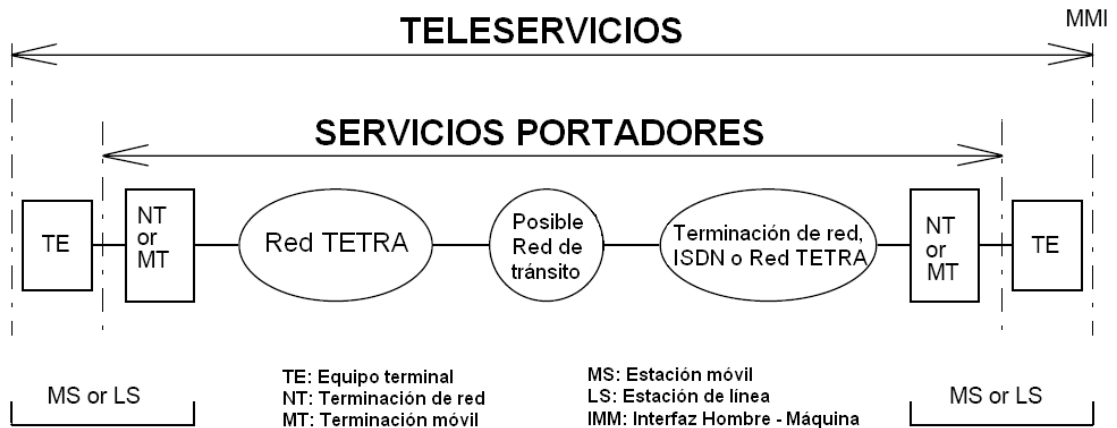 MMI
TELESERVICIOS
SERVICIOS PORTADORES
TE
NT
or
MT
Red TETRA
Posible
Red de
tránsito
Terminación de red,
ISDN o Red TETRA
NT
or
MT
TE
MS or LS
TE: Equipo terminal
NT: Terminación de red
MT: Terminación móvil
MS: Estación móvil
LS: Estación de línea
IMM: Interfaz Hombre - Máquina
MS or LS